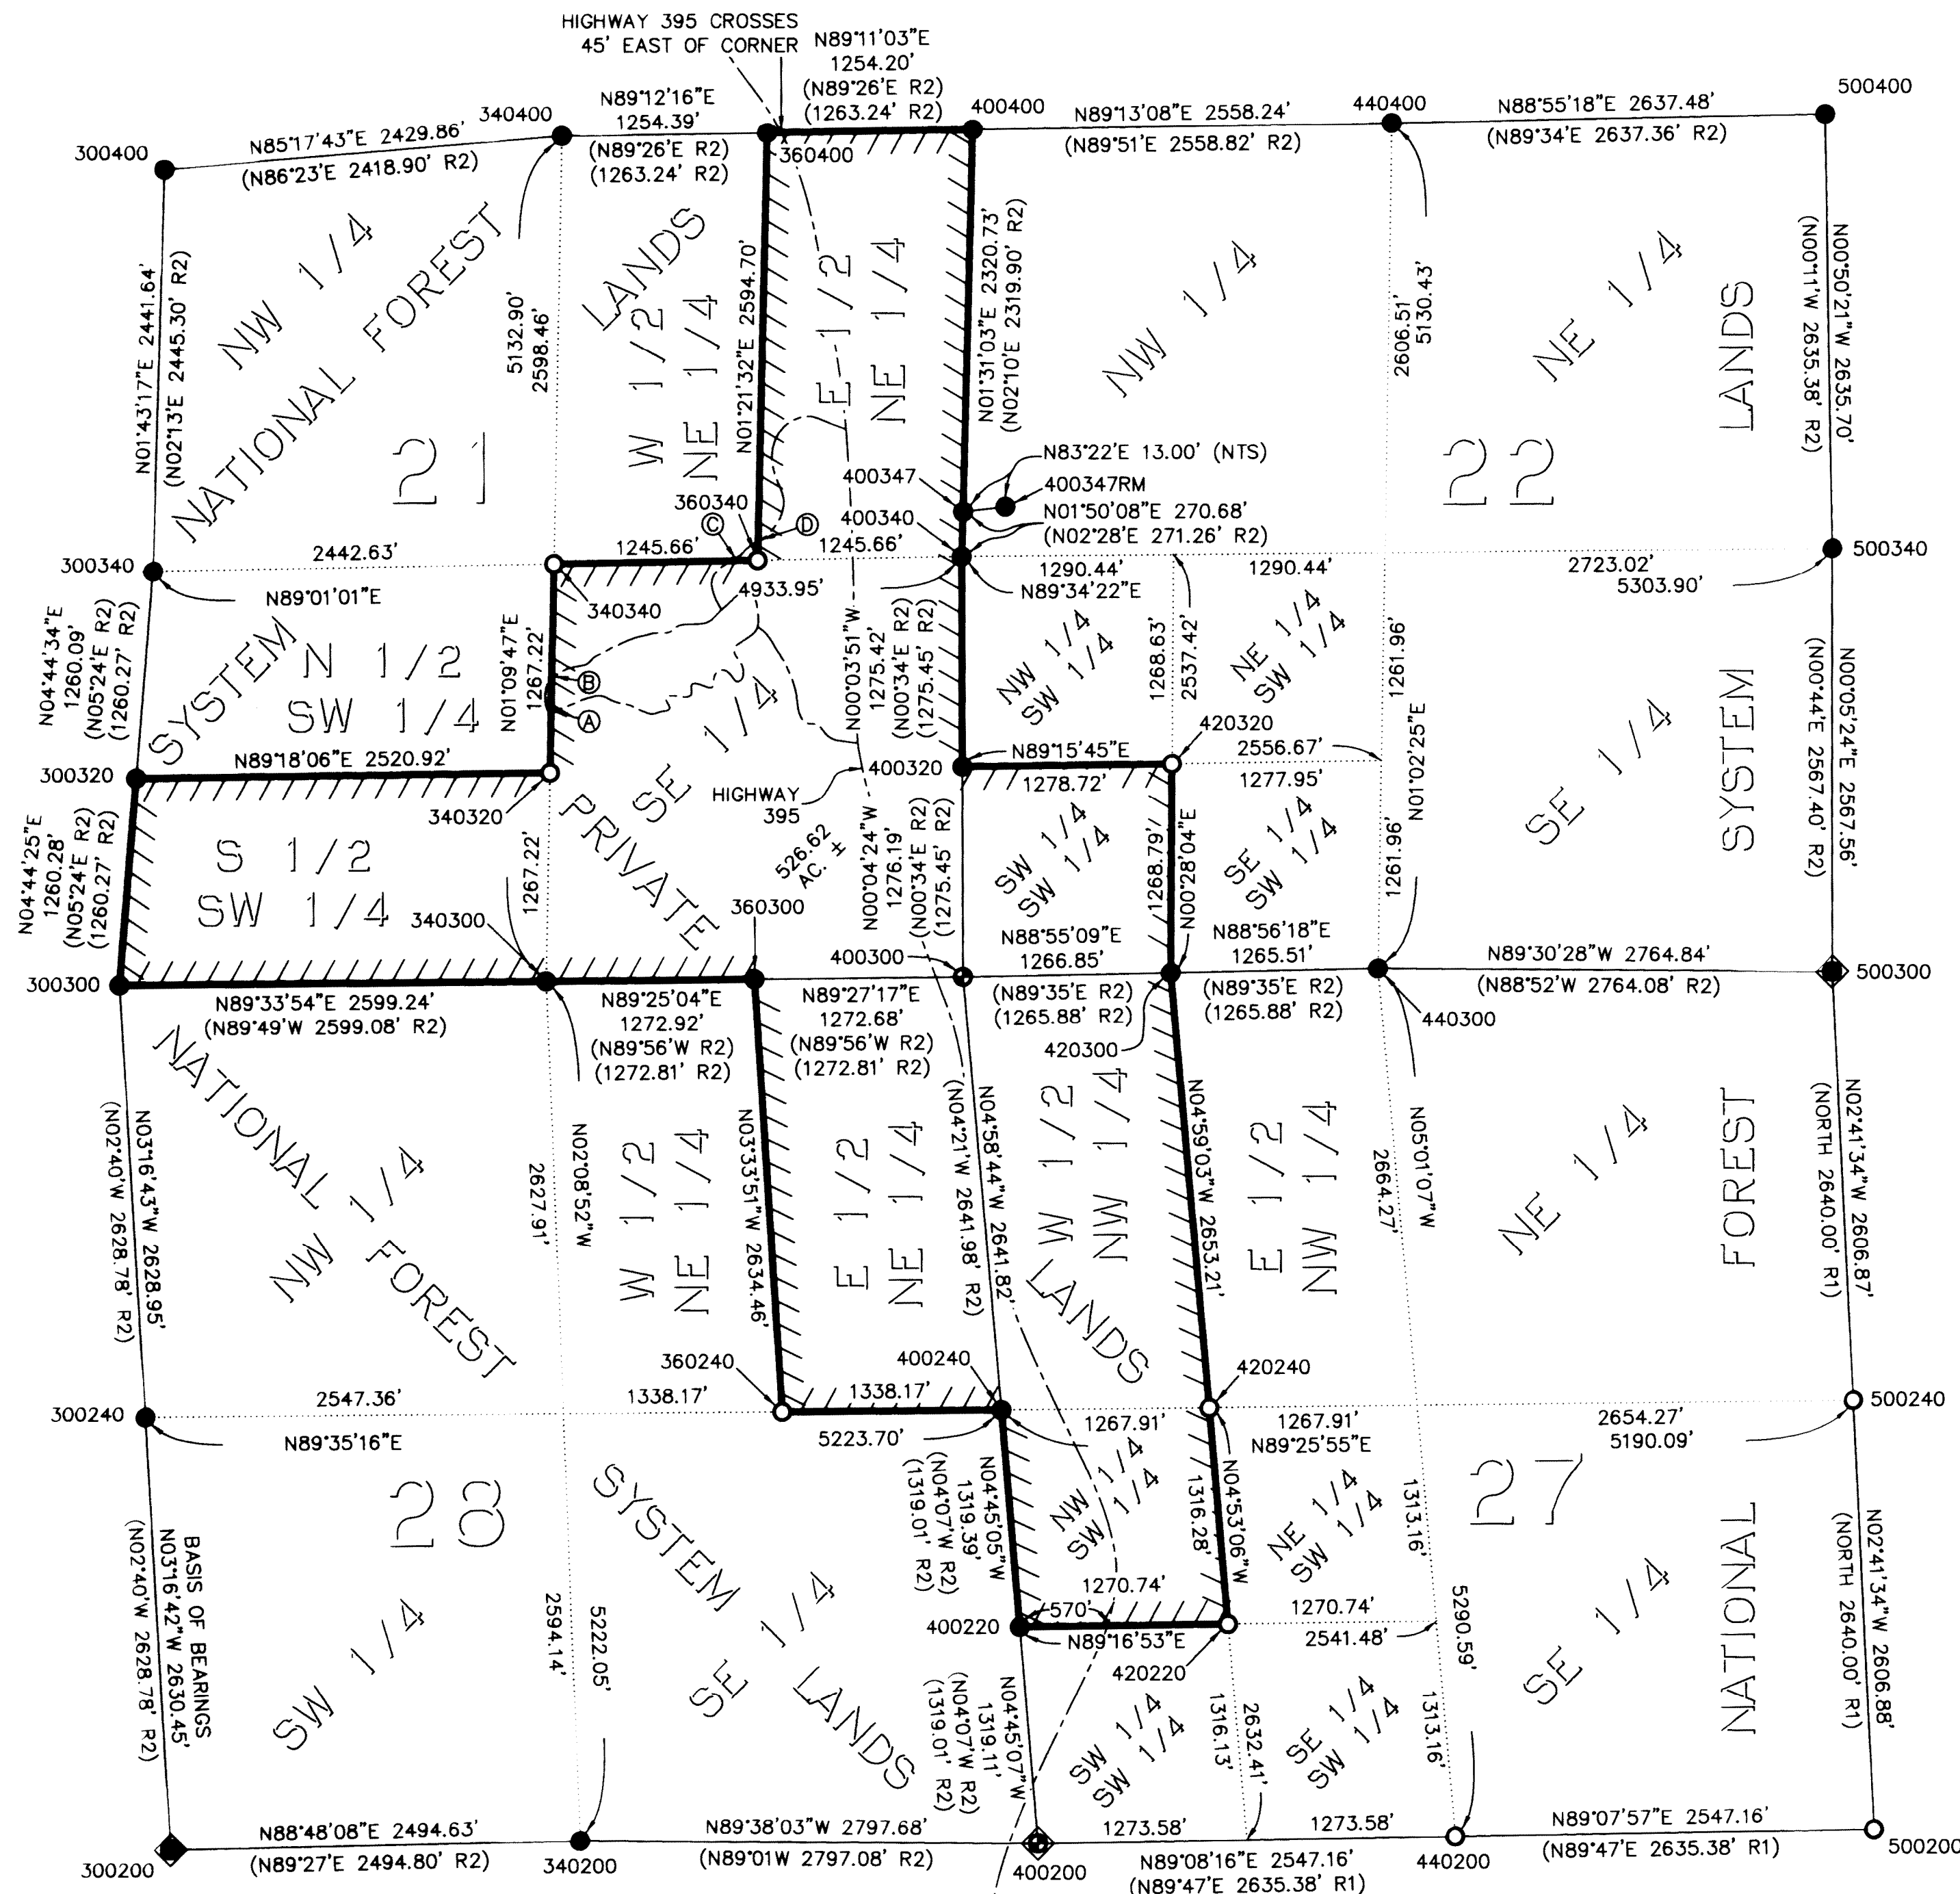 HIGHWAY 395 CROSSES
45' EAST OF CORNER
N89°11'03"E
1254.20'
(N89°26'E R2)
(1263.24' R2)
N89°12'16"E
1254.39'
(N89°26'E R2)
(1263.24' R2)
340400
400400
440400
500400
300400
360400
N85°17'43"E 2429.86'
(N86°23'E 2418.90' R2)
N89°13'08"E 2558.24'
(N89°51'E 2558.82' R2)
N88°55'18"E 2637.48'
(N89°34'E 2637.36' R2)
N01°43'17"E 2441.64'
(N02°13'E 2445.30' R2)
NW 1/4
NATIONAL FOREST
21
5132.90'
2598.46'
LANDS
W 1/2
NE 1/4
N01°21'32"E 2594.70'
E 1/2
NE 1/4
N01°31'03"E 2320.73'
(N02°10'E 2319.90' R2)
NW 1/4
2606.51'
5130.43'
NE 1/4
22
LANDS
N00°50'21"W 2635.70'
(N00°11'W 2635.38' R2)
N83°22'E 13.00' (NTS)
400347
400347RM
N01°50'08"E 270.68'
(N02°28'E 271.26' R2)
400340
360340
C
D
300340
2442.63'
1245.66'
1245.66'
4933.95'
N89°01'01"E
340340
1290.44'
N89°34'22"E
1290.44'
2723.02'
5303.90'
500340
N04°44'34"E
1260.09'
(N05°24'E R2)
(1260.27' R2)
SYSTEM
N 1/2
SW 1/4
N01°09'47"E
1267.22'
B
A
SE 1/4
N00°03'51"W
1275.42'
(N00°34'E R2)
(1275.45' R2)
NW 1/4
SW 1/4
1268.63'
2537.42'
NE 1/4
SW 1/4
1261.96'
N01°02'25"E
SE 1/4
SYSTEM
N00°05'24"E 2567.56'
(N00°44'E 2567.40' R2)
300320
N89°18'06"E 2520.92'
340320
HIGHWAY
395
400320
N89°15'45"E
1278.72'
420320
2556.67'
1277.95'
N04°44'25"E
1260.28'
(N05°24'E R2)
(1260.27' R2)
S 1/2
SW 1/4
1267.22'
PRIVATE
526.62
AC. ±
N00°04'24"W
1276.19'
(N00°34'E R2)
(1275.45' R2)
SW 1/4
SW 1/4
1268.79'
N00°28'04"E
SE 1/4
SW 1/4
1261.96'
300300
340300
360300
400300
N89°33'54"E 2599.24'
(N89°49'W 2599.08' R2)
N89°25'04"E
1272.92'
(N89°56'W R2)
(1272.81' R2)
N89°27'17"E
1272.68'
(N89°56'W R2)
(1272.81' R2)
N88°55'09"E
1266.85'
(N89°35'E R2)
(1265.88' R2)
420300
N88°56'18"E
1265.51'
(N89°35'E R2)
(1265.88' R2)
440300
N89°30'28"W 2764.84'
(N88°52'W 2764.08' R2)
500300
N03°16'43"W 2628.95'
(N02°40'W 2628.78' R2)
NATIONAL FOREST
NW 1/4
N02°08'52"W
2627.91'
W 1/2
NE 1/4
N03°33'51"W 2634.46'
E 1/2
NE 1/4
N04°58'44"W 2641.82'
(N04°21'W 2641.98' R2)
W 1/2
NW 1/4
LANDS
N04°59'03"W 2653.21'
E 1/2
NW 1/4
N05°01'07"W
2664.27'
NE 1/4
FOREST
N02°41'34"W 2606.87'
(NORTH 2640.00' R1)
360240
400240
420240
300240
2547.36'
N89°35'16"E
1338.17'
1338.17'
5223.70'
1267.91'
1267.91'
N89°25'55"E
2654.27'
5190.09'
500240
28
SYSTEM
N04°45'05"W
1319.39'
(N04°07'W R2)
(1319.01' R2)
NW 1/4
SW 1/4
1316.28'
N04°53'06"W
NE 1/4
SW 1/4
1313.16'
27
BASIS OF BEARINGS
N03°16'42"W 2630.45'
(N02°40'W 2628.78' R2)
SW 1/4
2594.14'
5222.05'
SE 1/4
LANDS
400220
570'
1270.74'
N89°16'53"E
420220
1270.74'
2541.48'
5290.59'
SE 1/4
NATIONAL
N02°41'34"W 2606.88'
(NORTH 2640.00' R1)
N04°45'07"W
1319.11'
(N04°07'W R2)
(1319.01' R2)
SW 1/4
SW 1/4
1316.13'
2632.41'
SE 1/4
SW 1/4
1313.16'
300200
N88°48'08"E 2494.63'
(N89°27'E 2494.80' R2)
340200
N89°38'03"W 2797.68'
(N89°01W 2797.08' R2)
400200
1273.58'
1273.58'
N89°08'16"E 2547.16'
(N89°47'E 2635.38' R1)
440200
N89°07'57"E 2547.16'
(N89°47'E 2635.38' R1)
500200